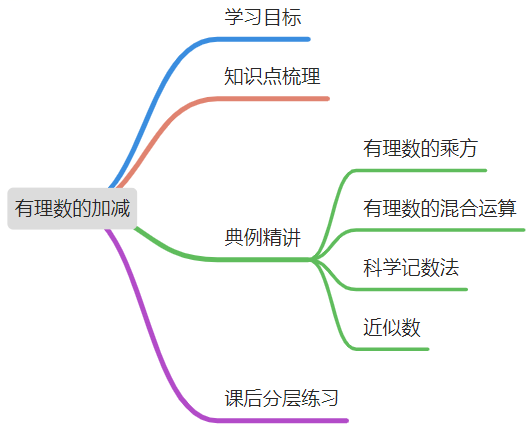 学习目标
知识点梳理
有理数的乘方
有理数的加减
有理数的混合运算
典例精讲
科学记数法
近似数
课后分层练习